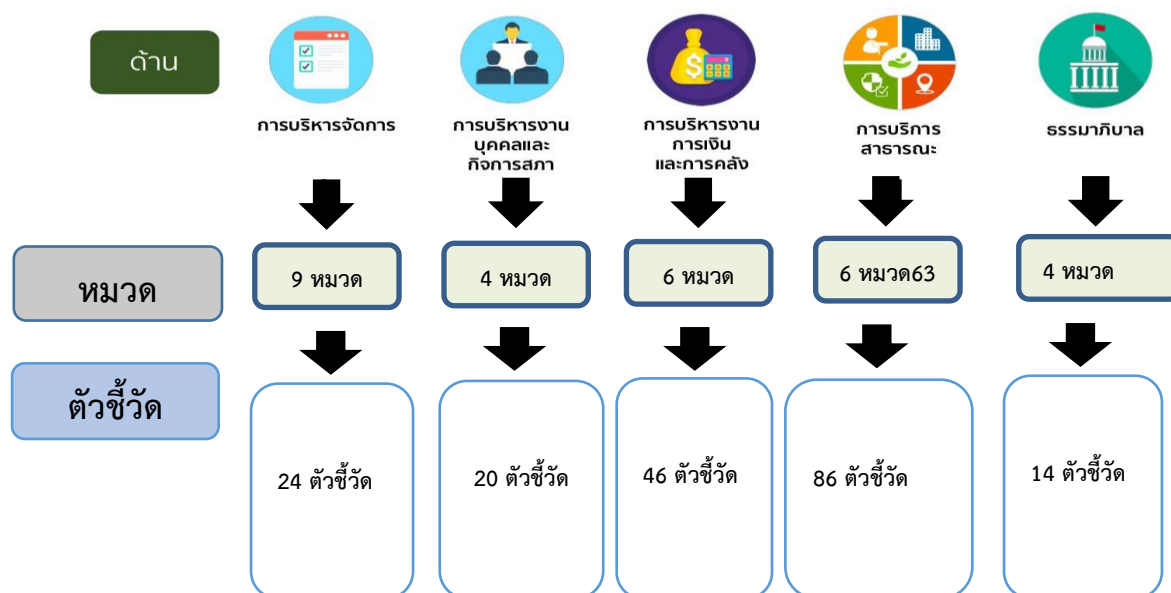 ด้าน
การบริหารจัดการ
การบริหารงาน
บุคคลและ
กิจการสภา
การบริหารงาน
การเงิน
และการคลัง
การบริการ
สาธารณะ
ธรรมาภิบาล
หมวด
9 หมวด
4 หมวด
6 หมวด
6 หมวด63
4 หมวด
ตัวชี้วัด
24 ตัวชี้วัด
20 ตัวชี้วัด
46 ตัวชี้วัด
86 ตัวชี้วัด
14 ตัวชี้วัด